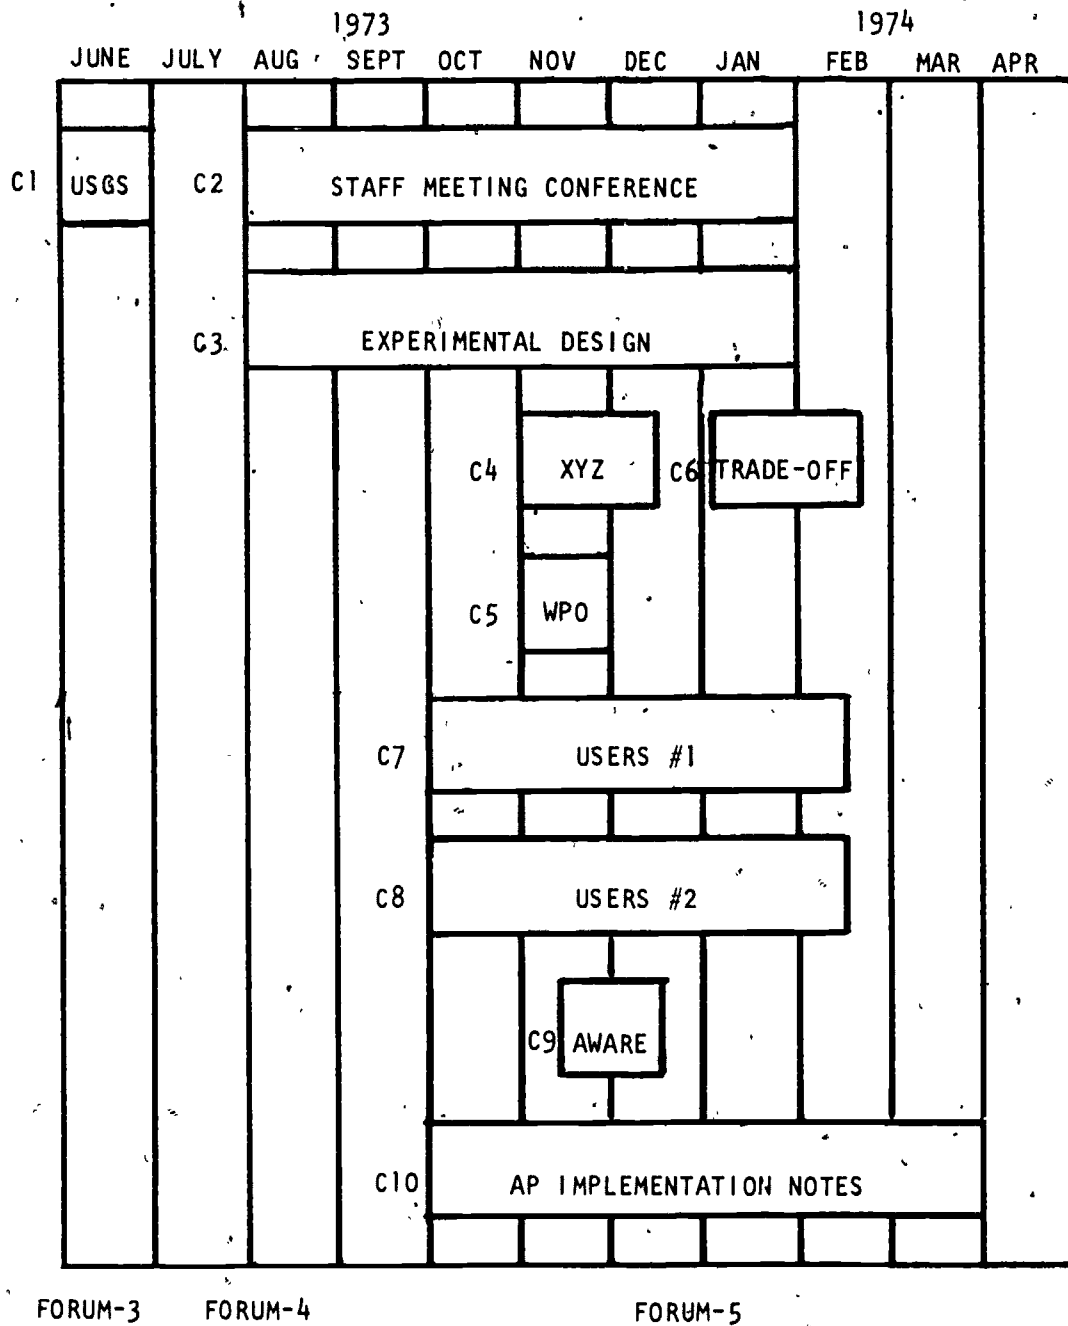 1973 1974
JUNE JULY AUG SEPT OCT NOV DEC JAN FEB MAR APR
C1 USGS C2 STAFF MEETING CONFERENCE
C3 EXPERIMENTAL DESIGN
C4 XYZ C6 TRADE-OFF
C5 WPO
C7 USERS #1
C8 USERS #2
C9 AWARE
C10 AP IMPLEMENTATION NOTES
FORUM-3 FORUM-4 FORUM-5